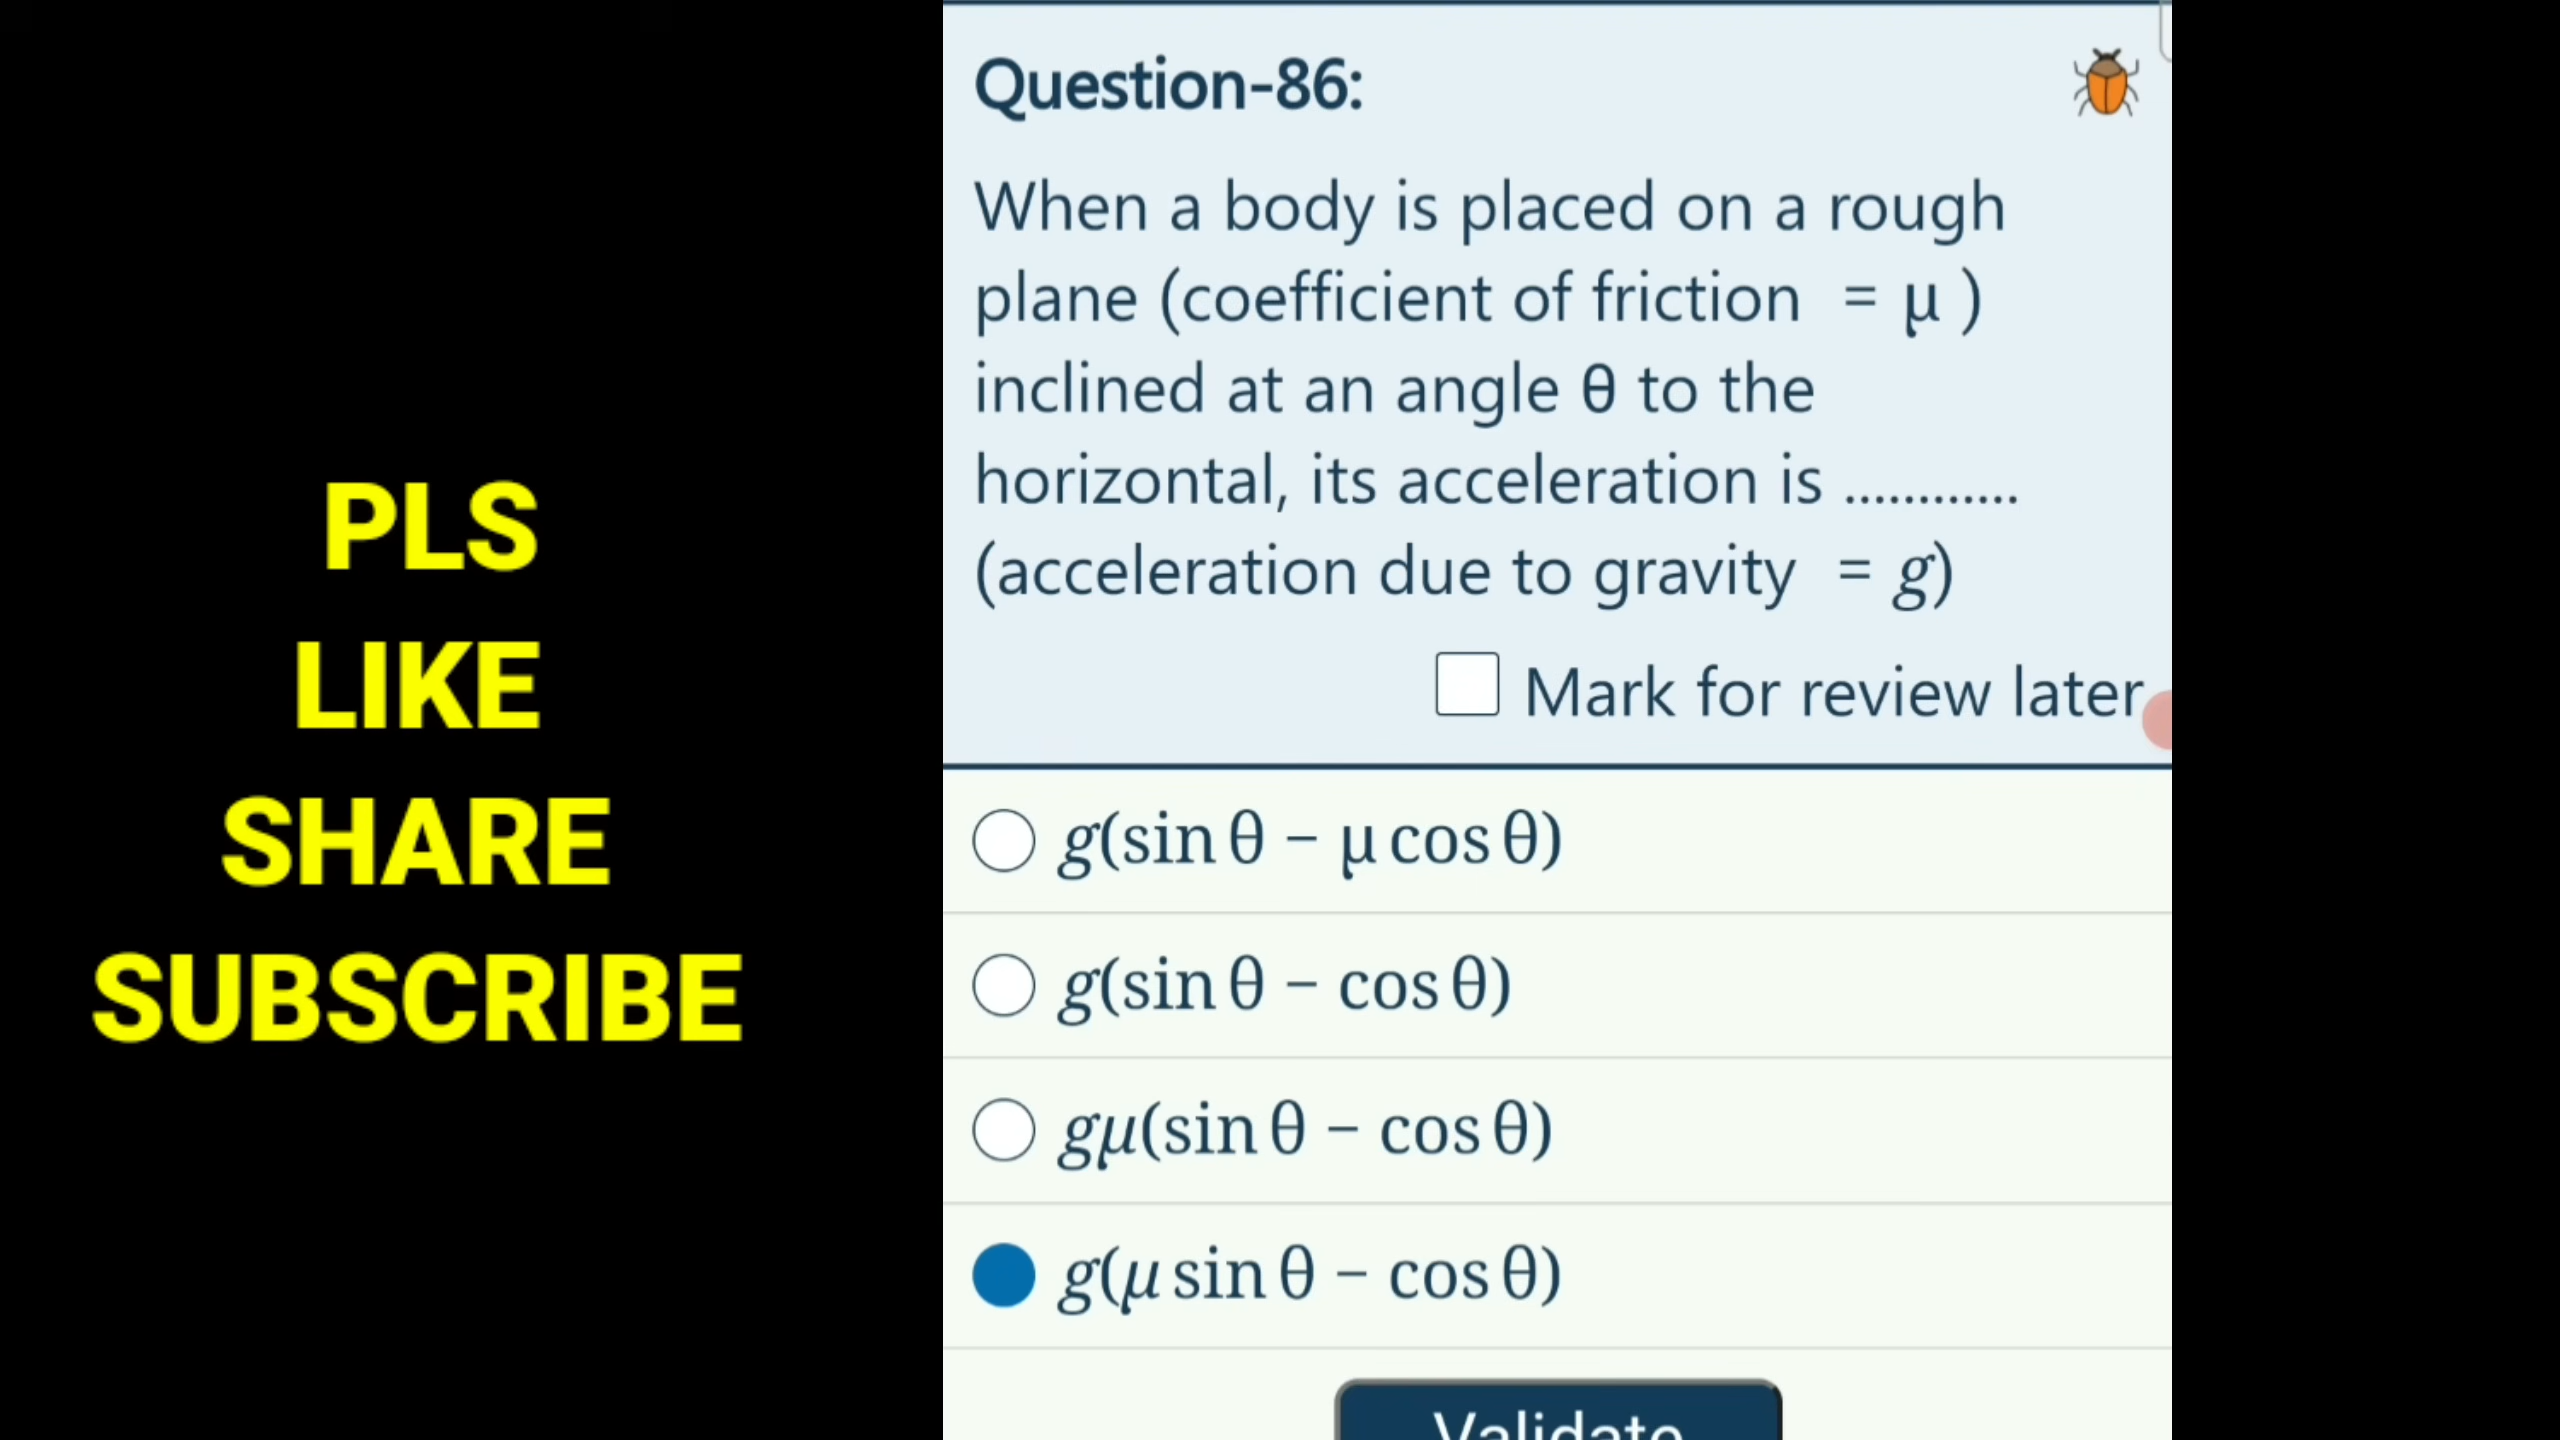 PLS
LIKE
SHARE
SUBSCRIBE
Question-86:
When a body is placed on a rough
plane (coefficient of friction = μ )
inclined at an angle θ to the
horizontal, its acceleration is ............
(acceleration due to gravity = g)
Mark for review later
g(sin θ − μ cos θ)
g(sin θ − cos θ)
gμ(sin θ − cos θ)
g(μ sin θ − cos θ)
Validate